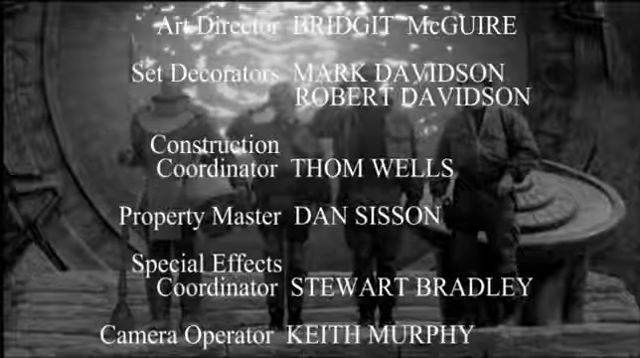 Art Director BRIDGIT McGUIRE
Set Decorators MARK DAVIDSON
ROBERT DAVIDSON
Construction
Coordinator THOM WELLS
Property Master DAN SISSON
Special Effects
Coordinator STEWART BRADLEY
Camera Operator KEITH MURPHY